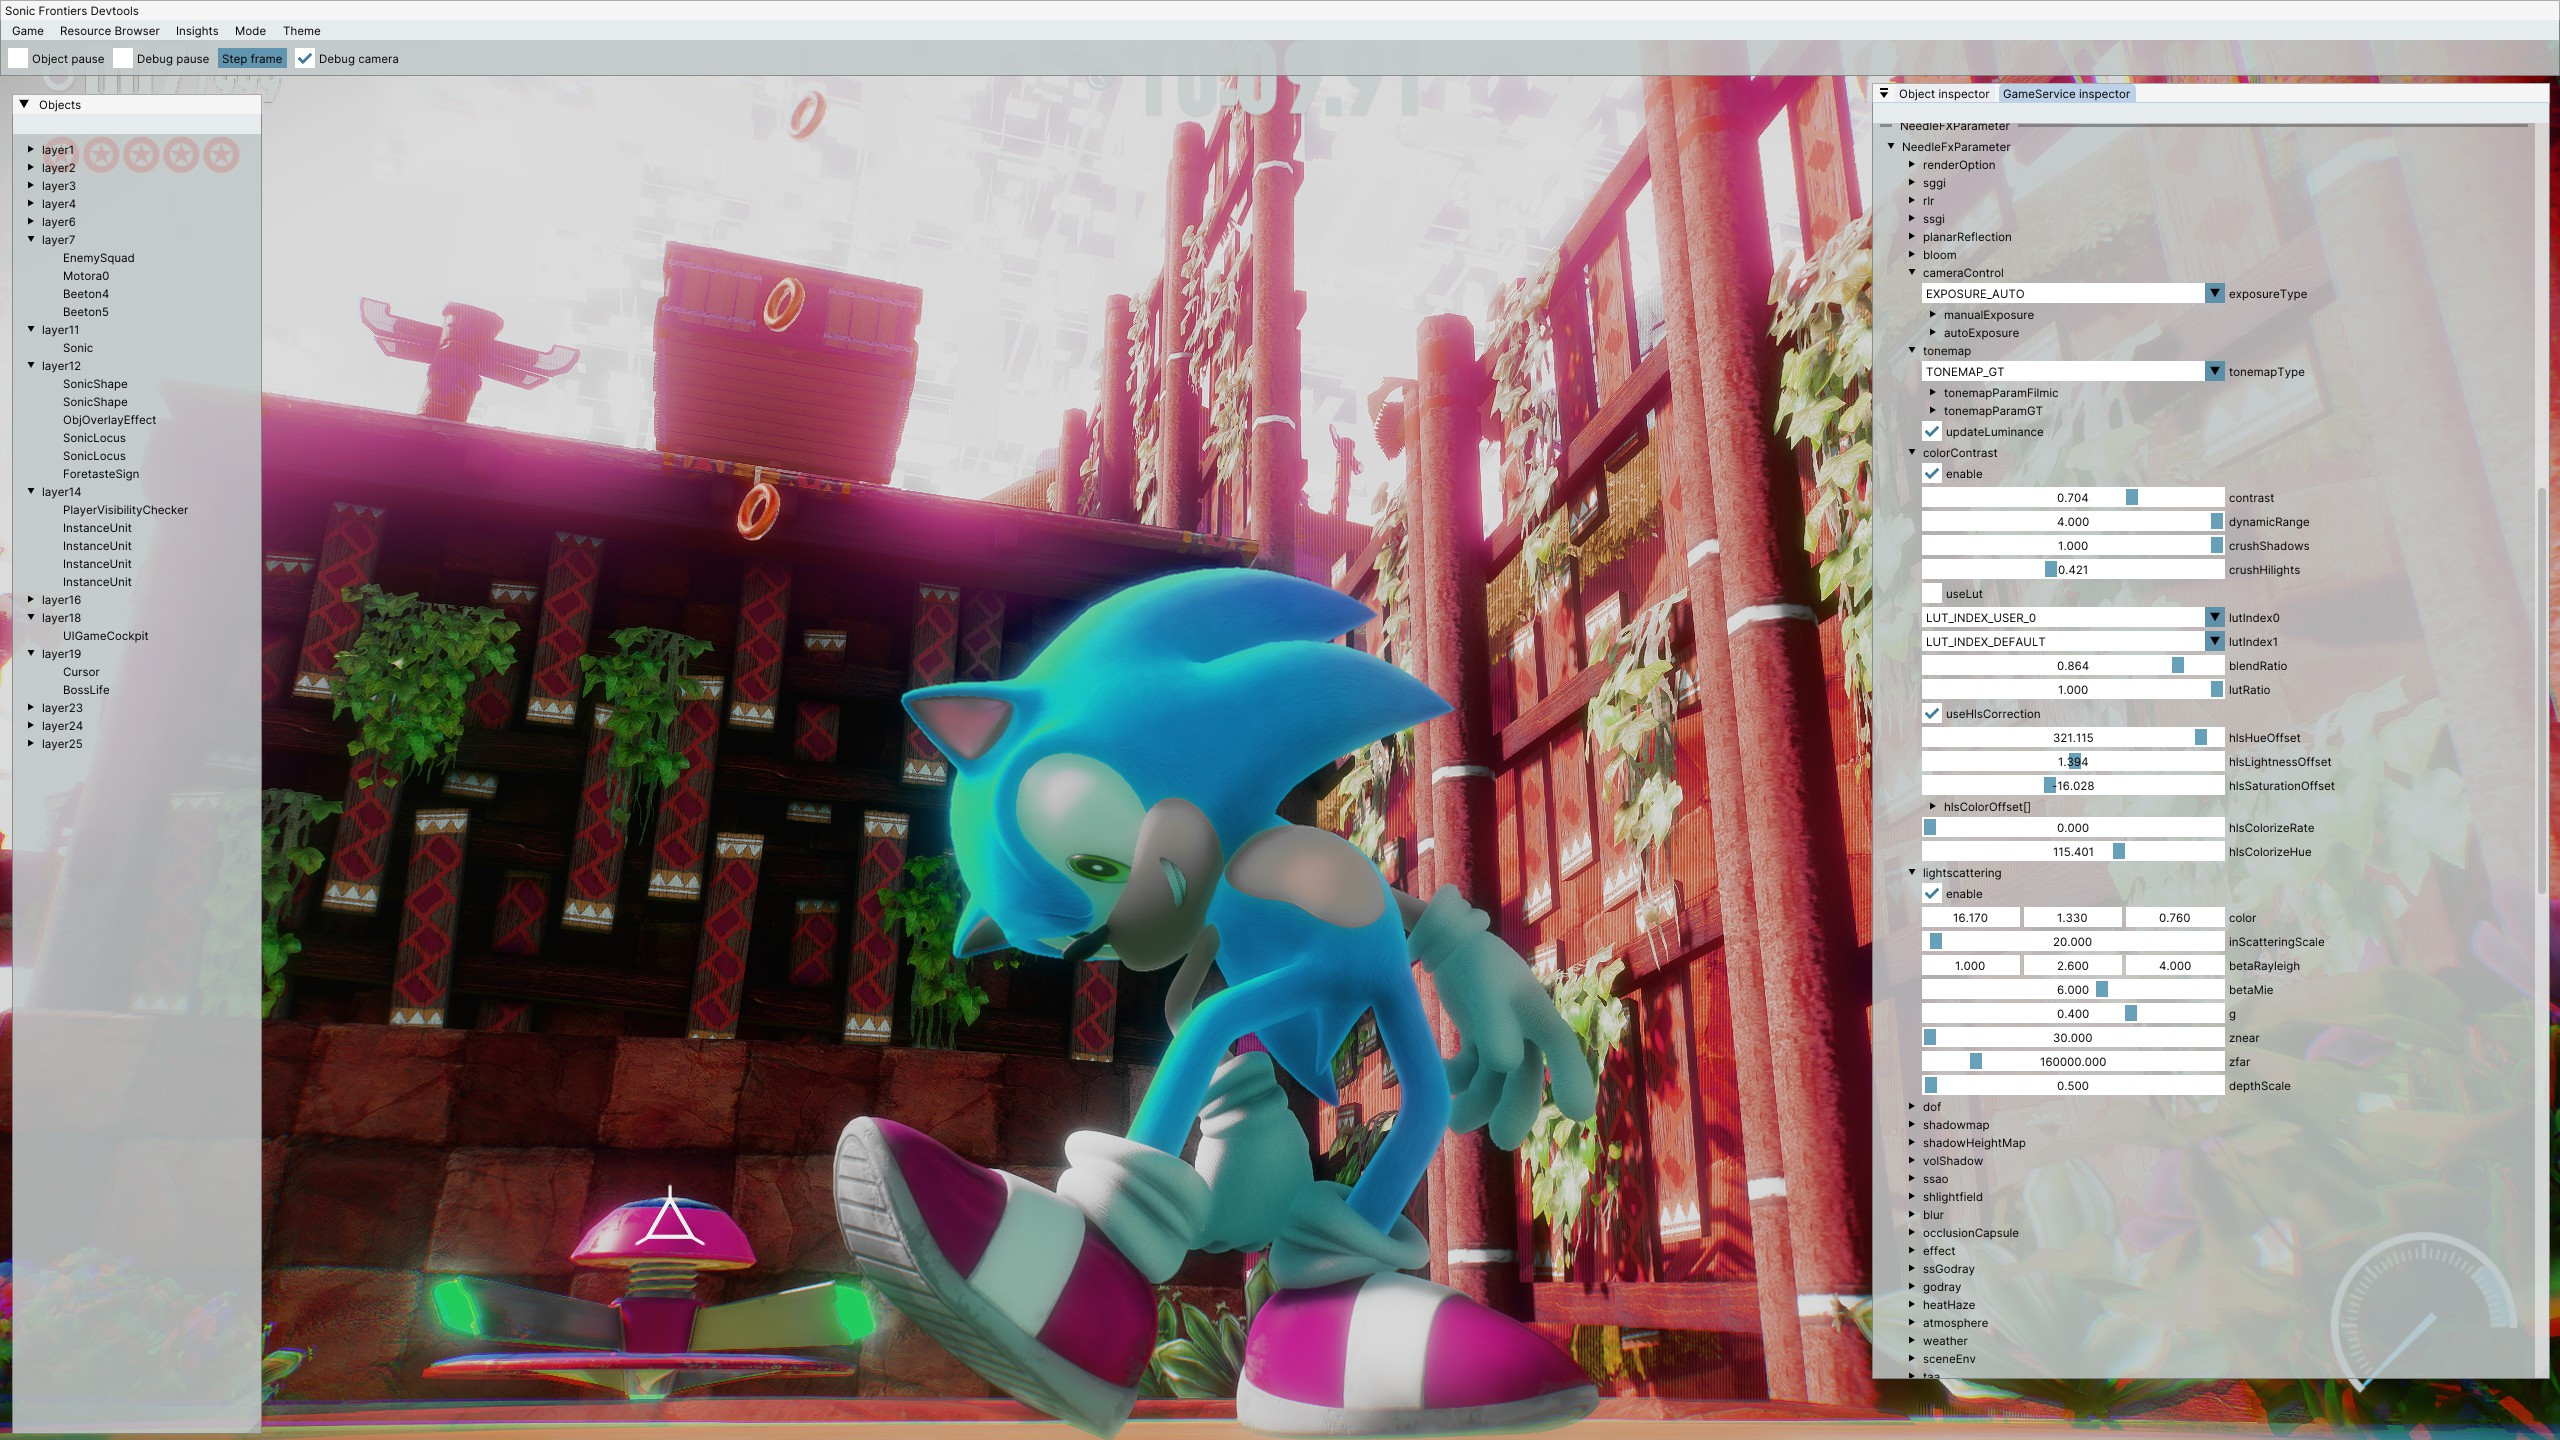 Sonic Frontiers Devtools
Game Resource Browser Insights Mode Theme
Object pause Debug pause Step frame Debug camera
Objects
layer1
layer2
layer3
layer4
layer6
layer7
EnemySquad
Motora0
Beeton4
Beeton5
layer11
Sonic
layer12
SonicShape
SonicShape
ObjOverlayEffect
SonicLocus
SonicLocus
ForetasteSign
layer14
PlayerVisibilityChecker
InstanceUnit
InstanceUnit
InstanceUnit
InstanceUnit
layer16
layer18
UIGameCockpit
layer19
Cursor
BossLife
layer23
layer24
layer25
Object inspector GameService inspector
NeedleFXParameter
NeedleFxParameter
renderOption
sggi
rlr
ssgi
planarReflection
bloom
cameraControl
EXPOSURE_AUTO exposureType
manualExposure
autoExposure
tonemap
TONEMAP_GT tonemapType
tonemapParamFilmic
tonemapParamGT
updateLuminance
colorContrast
enable
0.704 contrast
4.000 dynamicRange
1.000 crushShadows
0.421 crushHilights
useLut
LUT_INDEX_USER_0 lutIndex0
LUT_INDEX_DEFAULT lutIndex1
0.864 blendRatio
1.000 lutRatio
useHlsCorrection
321.115 hlsHueOffset
1.394 hlsLightnessOffset
-16.028 hlsSaturationOffset
hlsColorOffset[]
0.000 hlsColorizeRate
115.401 hlsColorizeHue
lightscattering
enable
16.170 1.330 0.760 color
20.000 inScatteringScale
1.000 2.600 4.000 betaRayleigh
6.000 betaMie
0.400 g
30.000 znear
160000.000 zfar
0.500 depthScale
dof
shadowmap
shadowHeightMap
volShadow
ssao
shlightfield
blur
occlusionCapsule
effect
ssGodray
godray
heatHaze
atmosphere
weather
sceneEnv
taa